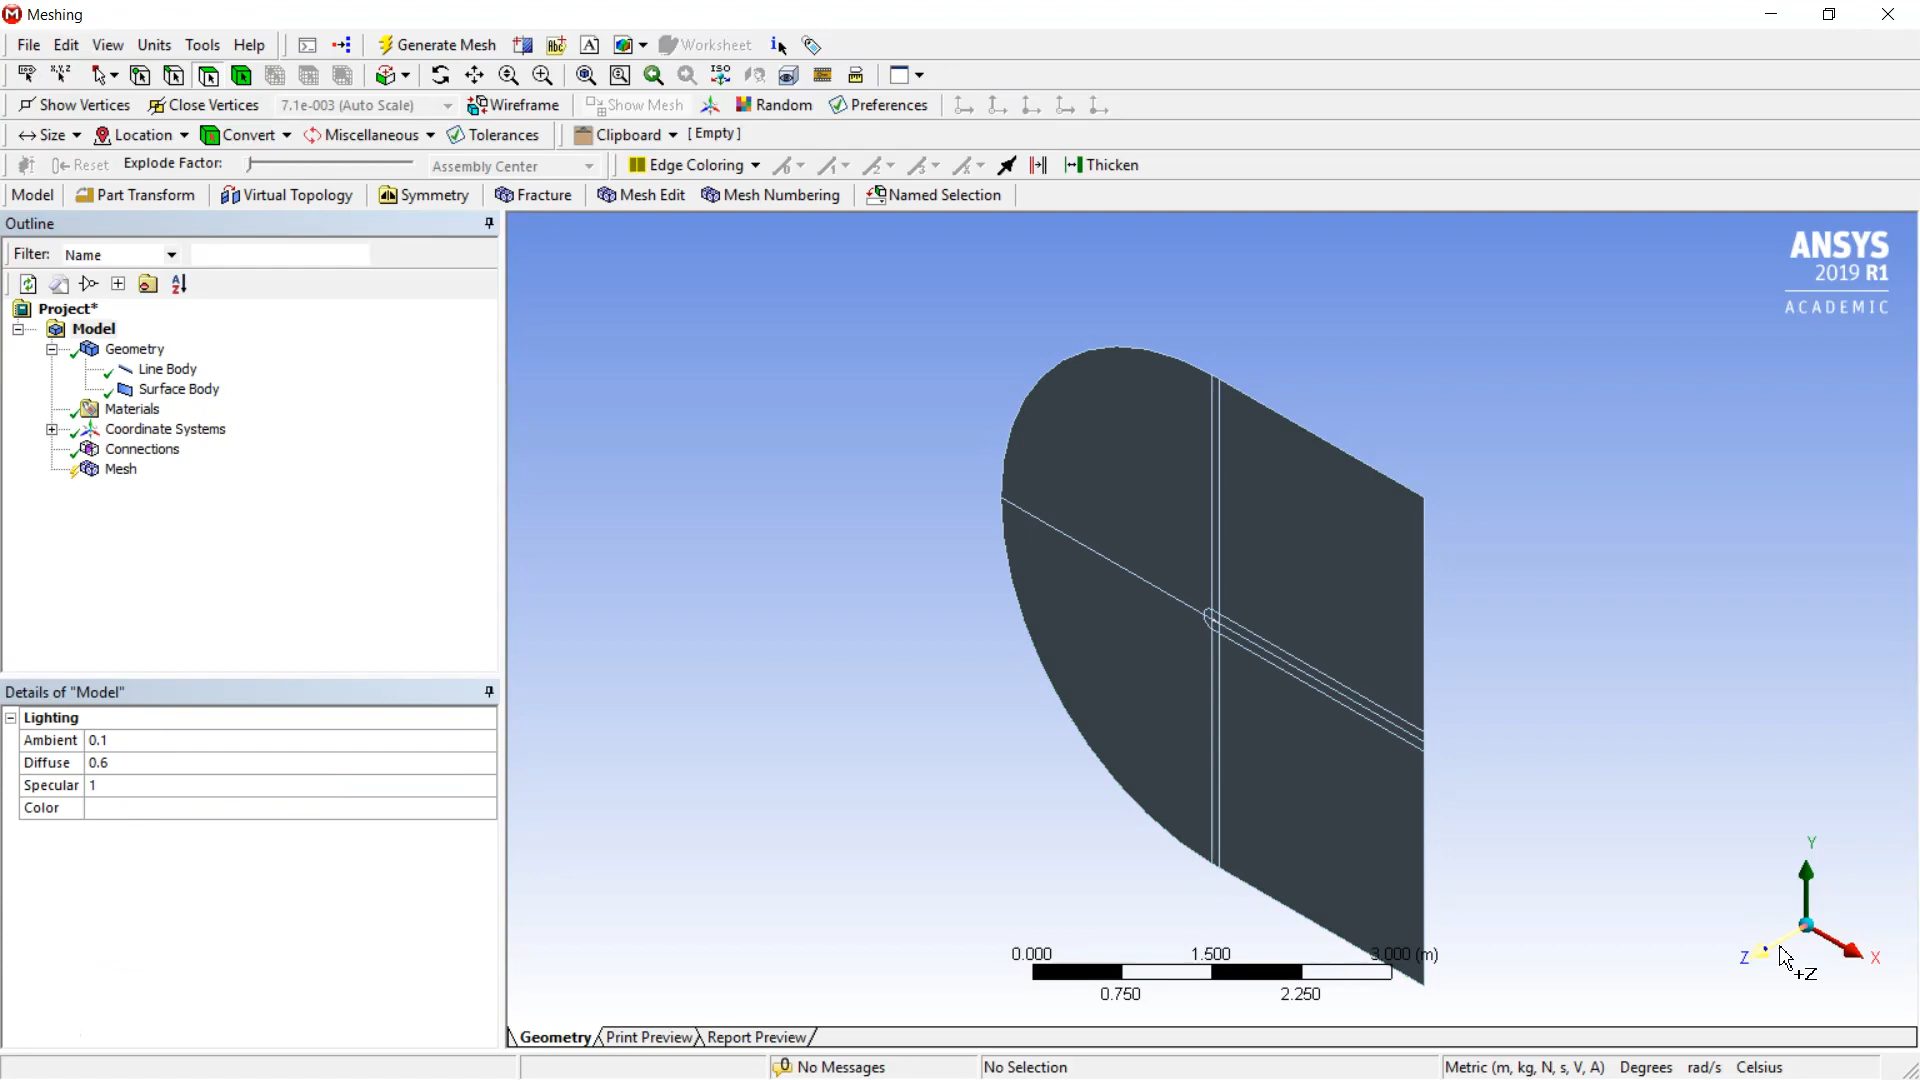 Meshing
File Edit View Units Tools Help Generate Mesh Worksheet
Show Vertices Close Vertices 7.1e-003 (Auto Scale) Wireframe Show Mesh Random Preferences
Size Location Convert Miscellaneous Tolerances Clipboard [Empty]
Reset Explode Factor: Assembly Center Edge Coloring Thicken
Model Part Transform Virtual Topology Symmetry Fracture Mesh Edit Mesh Numbering Named Selection
Outline
Filter: Name
Project*
Model
Geometry
Line Body
Surface Body
Materials
Coordinate Systems
Connections
Mesh
Details of "Model"
Lighting
Ambient 0.1
Diffuse 0.6
Specular 1
Color
ANSYS
2019 R1
ACADEMIC
0.000 1.500 3.000 (m)
0.750 2.250
Y
Z X
+Z
Geometry Print Preview Report Preview
No Messages No Selection Metric (m, kg, N, s, V, A) Degrees rad/s Celsius